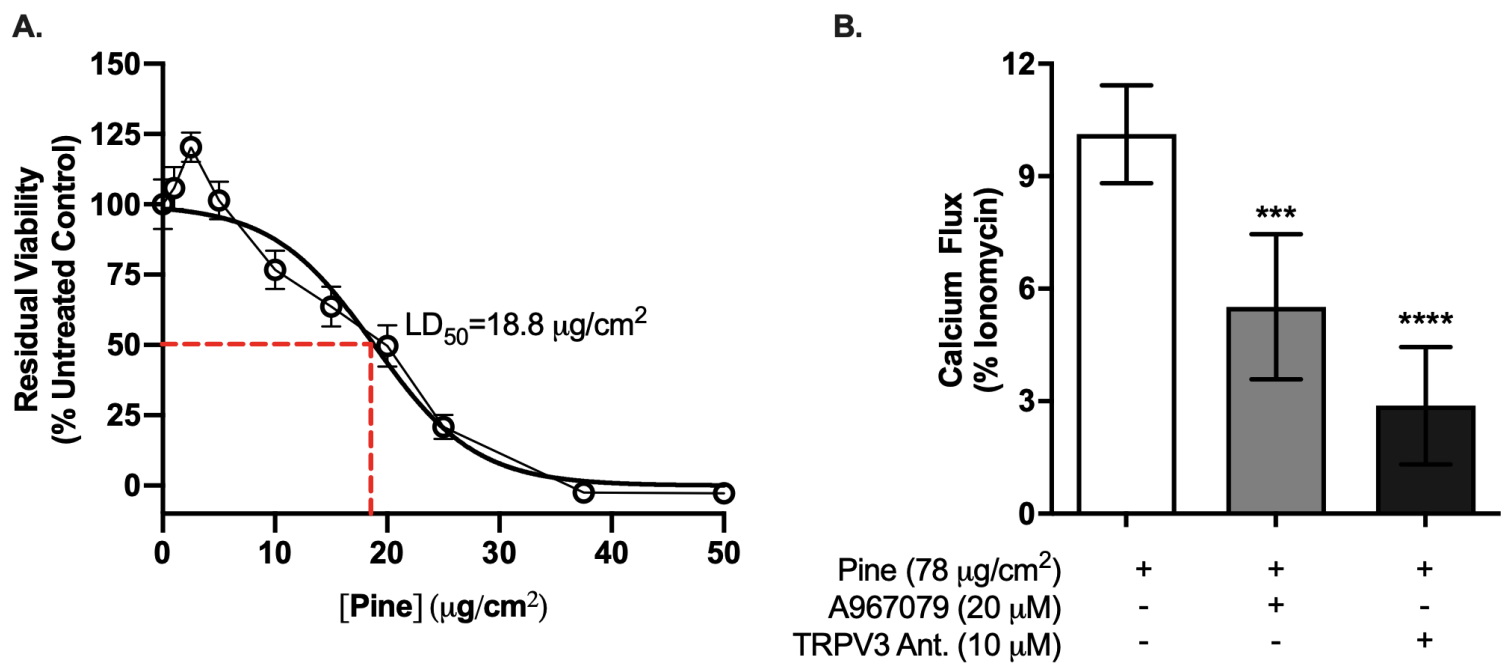 A.
150
125
100
75
50
25
0
Residual Viability
(% Untreated Control)
LD50=18.8 μg/cm2
0 10 20 30 40 50
[Pine] (μg/cm2)
B.
12
9
6
3
0
Calcium Flux
(% Ionomycin)
***
****
Pine (78 μg/cm2) + + +
A967079 (20 μM) - + -
TRPV3 Ant. (10 μM) - - +